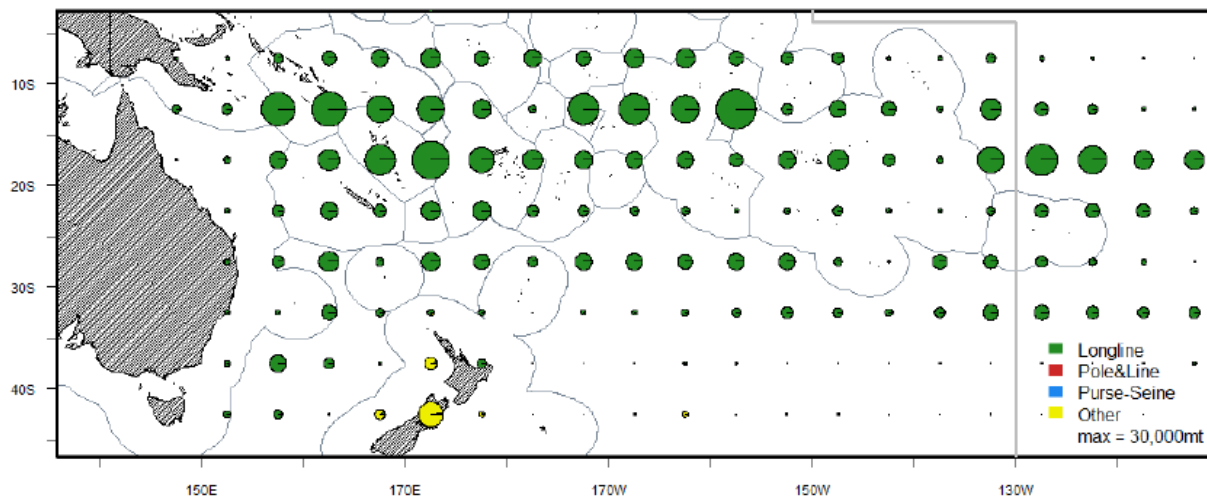 10S
20S
30S
40S
Longline
Pole&Line
Purse-Seine
Other
max = 30,000mt
150E
170E
170W
150W
130W